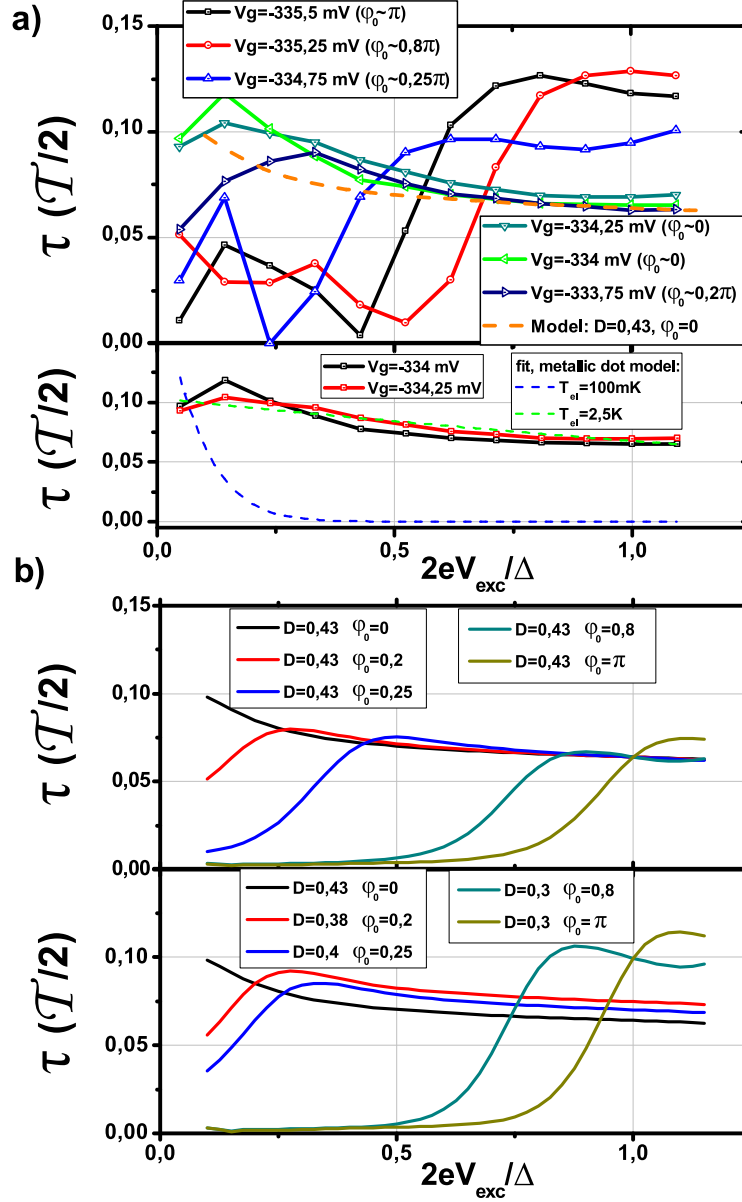 a)
Vg=-335,5 mV (φ₀~π)
Vg=-335,25 mV (φ₀~0,8π)
Vg=-334,75 mV (φ₀~0,25π)
0,15
0,10
0,05
0,00
τ (𝒯/2)
Vg=-334,25 mV (φ₀~0)
Vg=-334 mV (φ₀~0)
Vg=-333,75 mV (φ₀~0,2π)
Model: D=0,43, φ₀=0
Vg=-334 mV
Vg=-334,25 mV
fit, metallic dot model:
T_el=100mK
T_el=2,5K
0,10
0,05
0,00
τ (𝒯/2)
0,0 0,5 1,0
2eV_exc/Δ
b)
0,15
0,10
0,05
0,00
τ (𝒯/2)
D=0,43 φ₀=0
D=0,43 φ₀=0,2
D=0,43 φ₀=0,25
D=0,43 φ₀=0,8
D=0,43 φ₀=π
D=0,43 φ₀=0
D=0,38 φ₀=0,2
D=0,4 φ₀=0,25
D=0,3 φ₀=0,8
D=0,3 φ₀=π
0,10
0,05
0,00
τ (𝒯/2)
0,0 0,5 1,0
2eV_exc/Δ